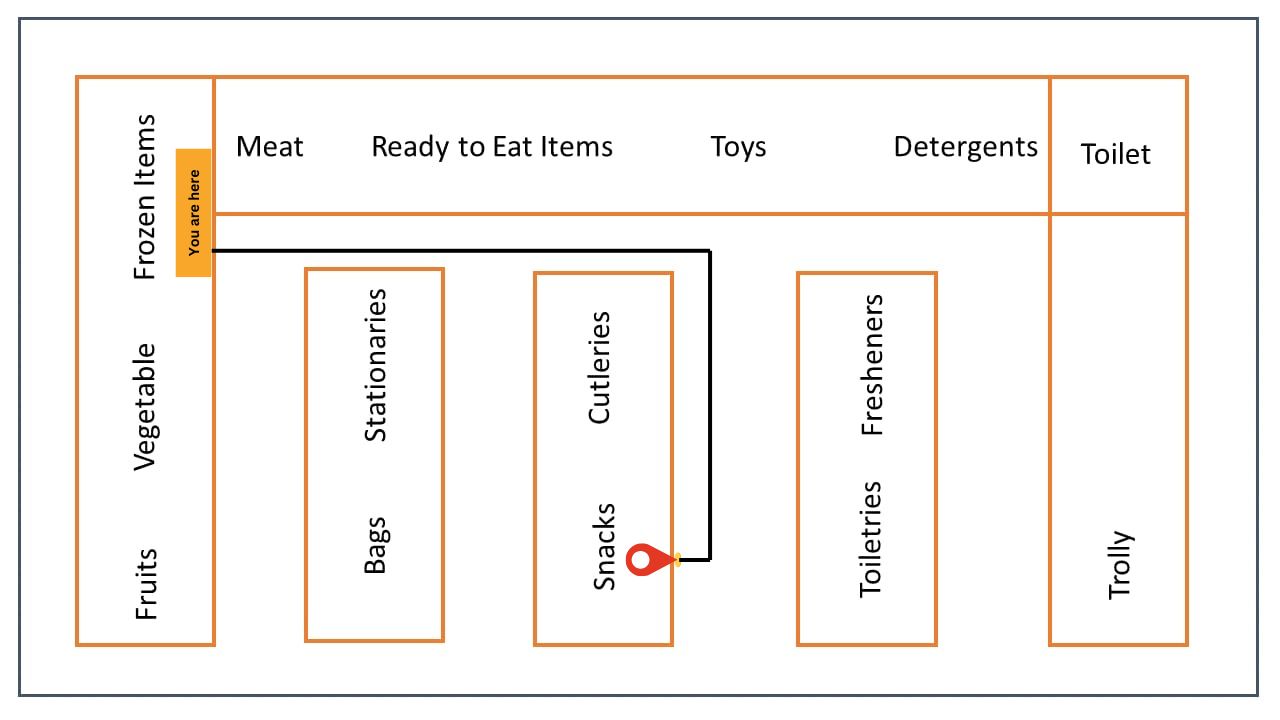 Meat
Ready to Eat Items
Toys
Detergents
Toilet
Frozen Items
You are here
Vegetable
Fruits
Stationaries
Bags
Cutleries
Snacks
Fresheners
Toiletries
Trolly